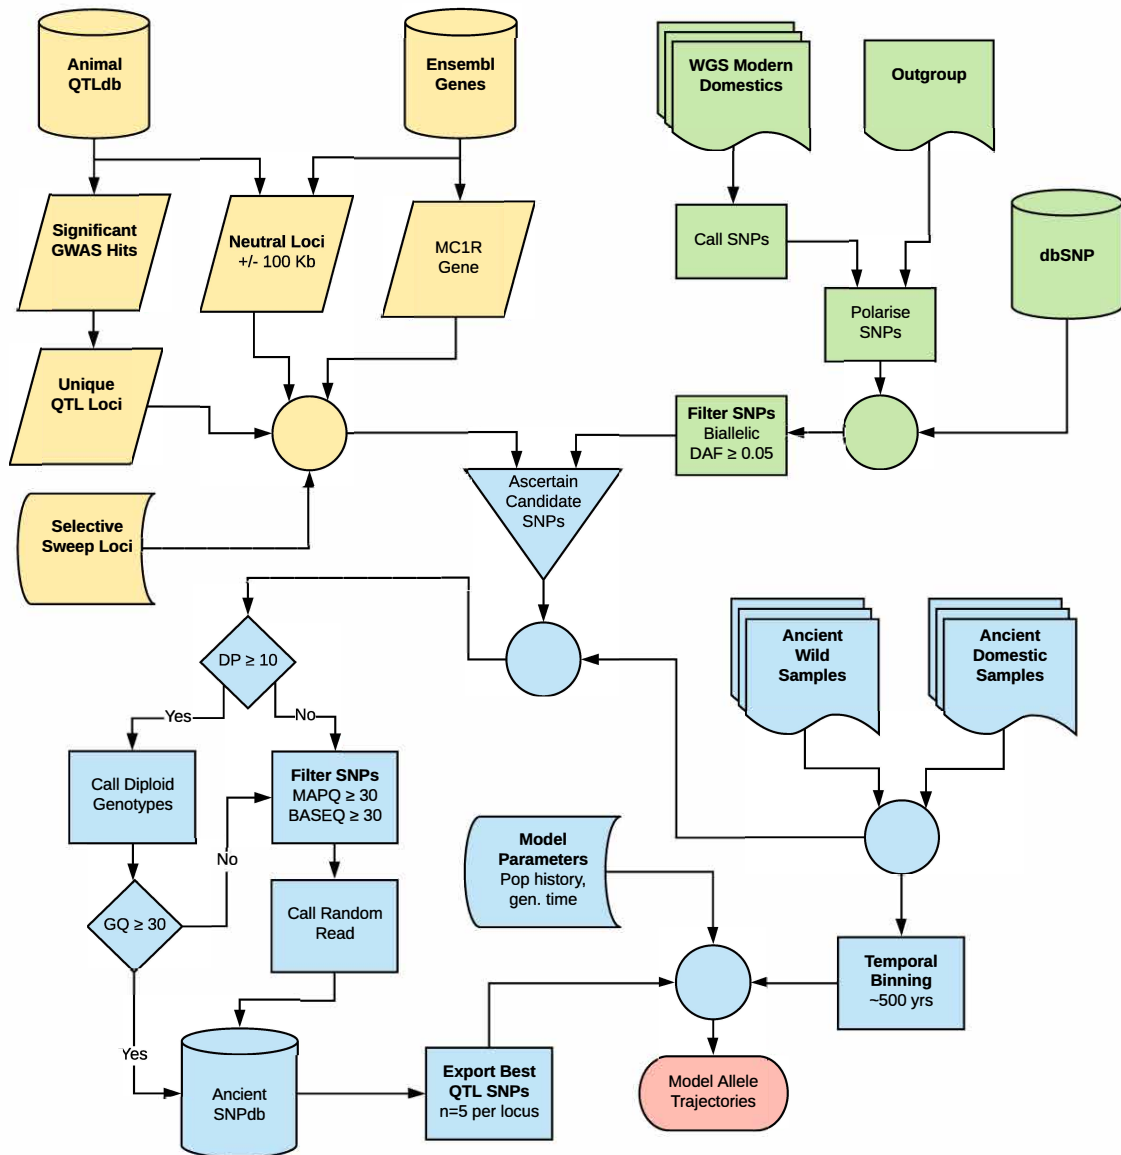 Animal
QTLdb
Ensembl
Genes
WGS Modern
Domestics
Outgroup
Significant
GWAS Hits
Neutral Loci
+/- 100 Kb
MC1R
Gene
Call SNPs
dbSNP
Polarise
SNPs
Unique
QTL Loci
Filter SNPs
Biallelic
DAF ≥ 0.05
Ascertain
Candidate
SNPs
Selective
Sweep Loci
DP ≥ 10
Ancient
Wild
Samples
Ancient
Domestic
Samples
Yes
No
Call Diploid
Genotypes
Filter SNPs
MAPQ ≥ 30
BASEQ ≥ 30
No
Model
Parameters
Pop history,
gen. time
GQ ≥ 30
Call Random
Read
Temporal
Binning
~500 yrs
Yes
Ancient
SNPdb
Export Best
QTL SNPs
n=5 per locus
Model Allele
Trajectories